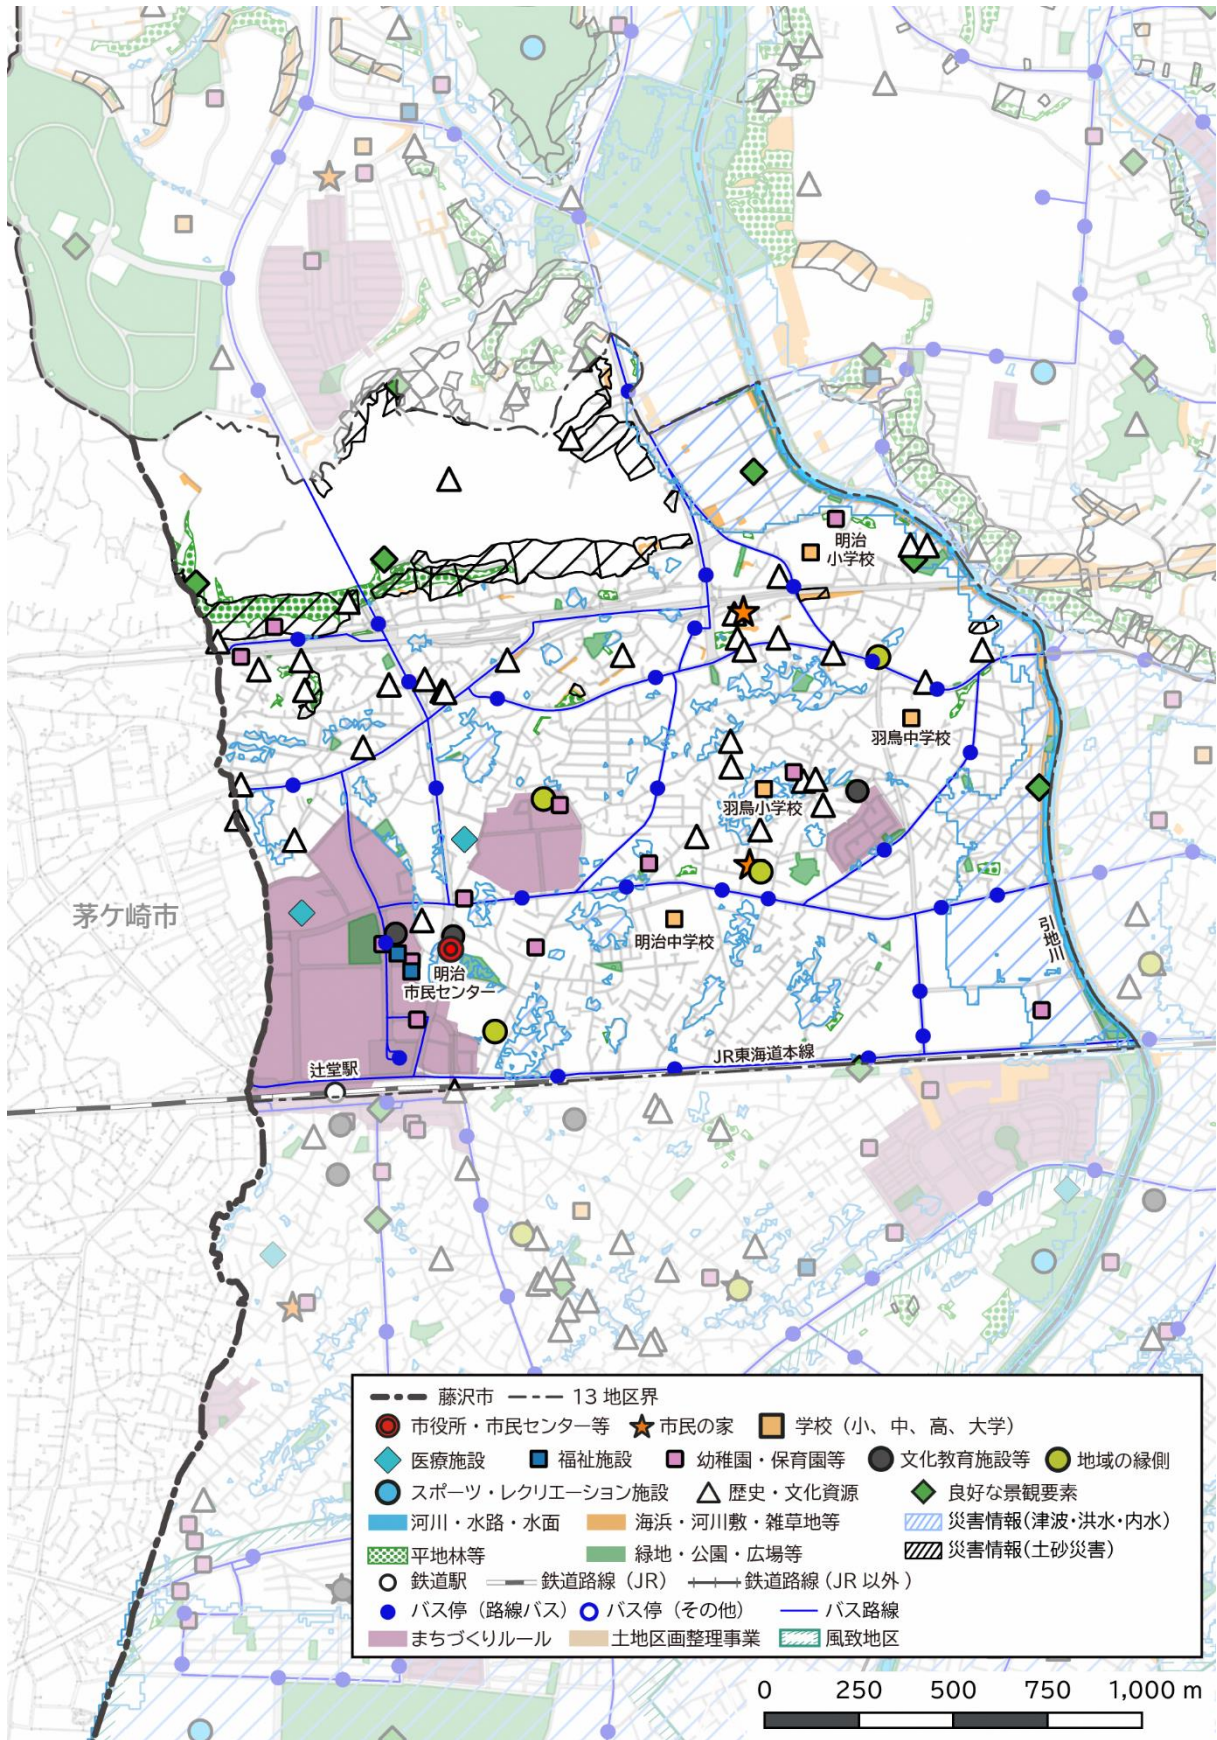 明治
小学校
羽鳥中学校
羽鳥小学校
茅ケ崎市
明治中学校
引地川
明治
市民センター
JR東海道本線
辻堂駅
藤沢市
13地区界
市役所・市民センター等
市民の家
学校（小、中、高、大学）
医療施設
福祉施設
幼稚園・保育園等
文化教育施設等
地域の縁側
スポーツ・レクリエーション施設
歴史・文化資源
良好な景観要素
河川・水路・水面
海浜・河川敷・雑草地等
災害情報(津波・洪水・内水)
平地林等
緑地・公園・広場等
災害情報(土砂災害)
鉄道駅
鉄道路線（JR）
鉄道路線(JR以外)
バス停（路線バス）
バス停（その他）
バス路線
まちづくりルール
土地区画整理事業
風致地区
0 250 500 750 1,000 m